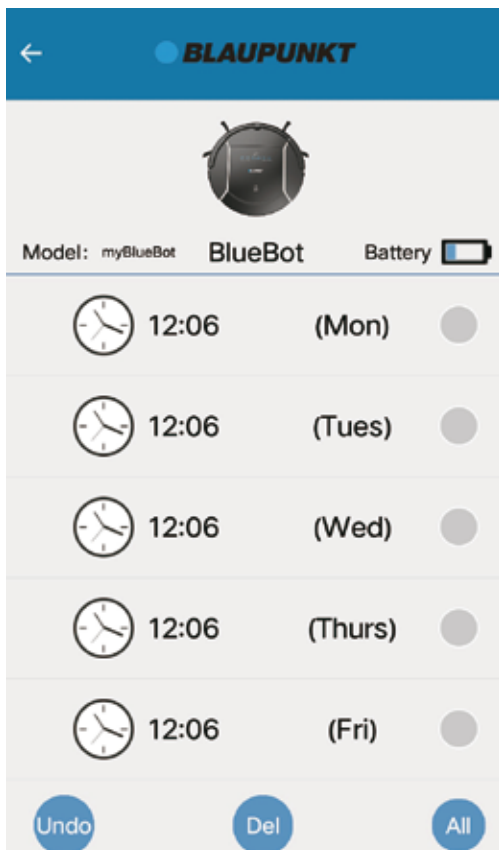 BLAUPUNKT
Model: myBlueBot BlueBot Battery
12:06 (Mon)
12:06 (Tues)
12:06 (Wed)
12:06 (Thurs)
12:06 (Fri)
Undo Del All